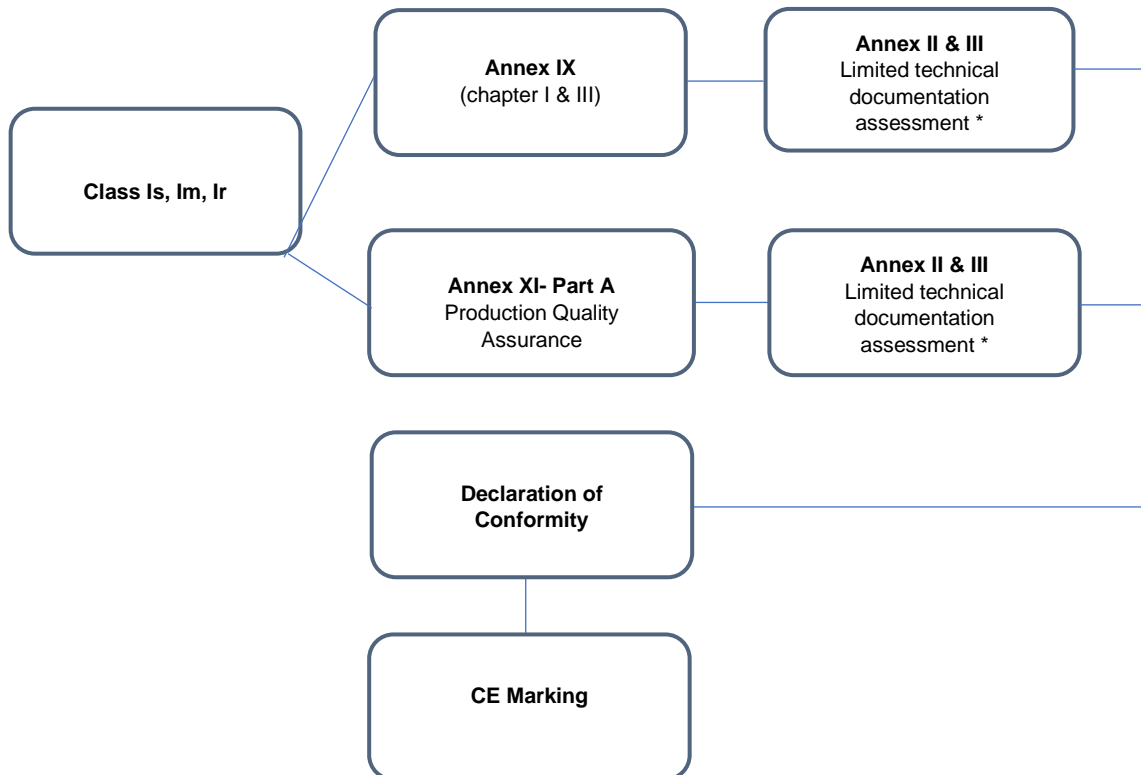 Class Is, Im, Ir
Annex IX
(chapter I & III)
Annex II & III
Limited technical
documentation
assessment *
Annex XI- Part A
Production Quality
Assurance
Annex II & III
Limited technical
documentation
assessment *
Declaration of
Conformity
CE Marking